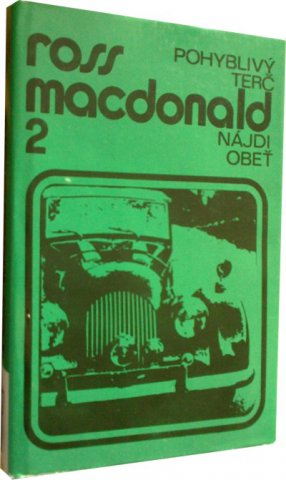 ross
macdonald
2
POHYBLIVÝ
TERČ
NÁJDI
OBEŤ